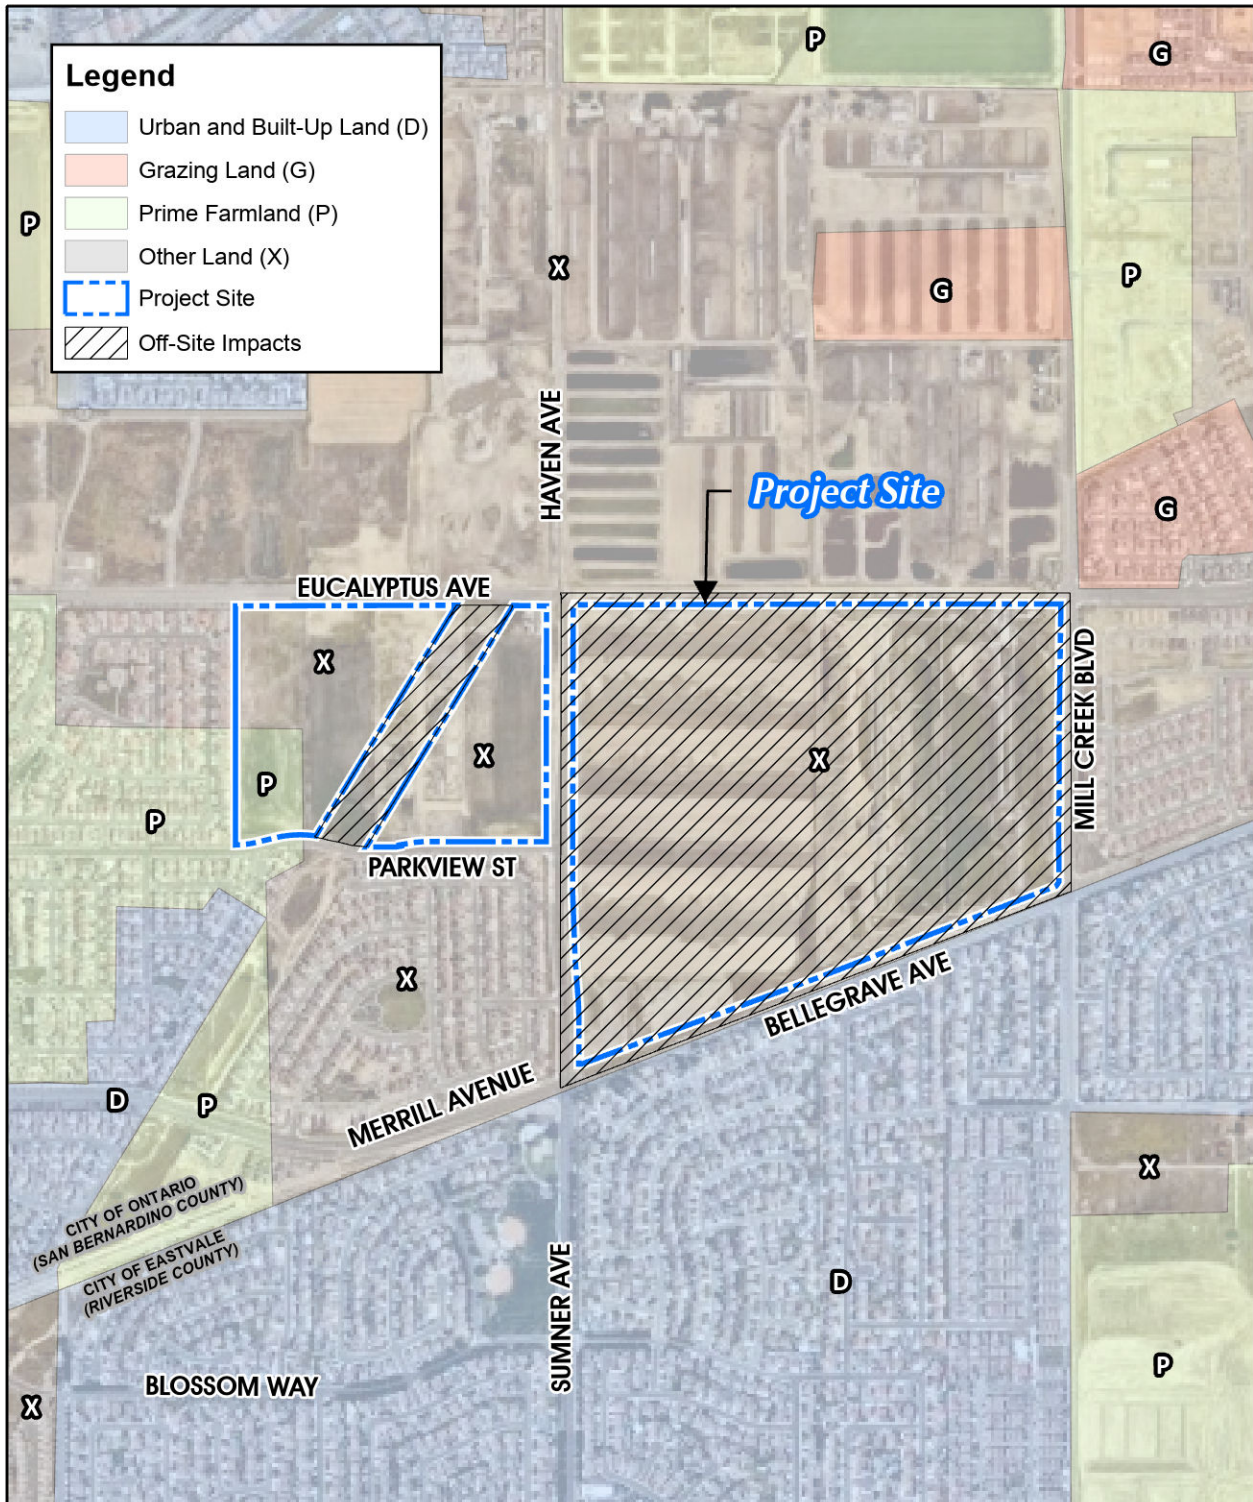 P
G
Legend
Urban and Built-Up Land (D)
Grazing Land (G)
Prime Farmland (P)
Other Land (X)
Project Site
Off-Site Impacts
P
X
G
P
HAVEN AVE
Project Site
G
EUCALYPTUS AVE
X
X
X
P
P
MILL CREEK BLVD
PARKVIEW ST
X
BELLEGRAVE AVE
MERRILL AVENUE
D
P
X
CITY OF ONTARIO
(SAN BERNARDINO COUNTY)
CITY OF EASTVALE
(RIVERSIDE COUNTY)
SUMNER AVE
D
P
BLOSSOM WAY
X